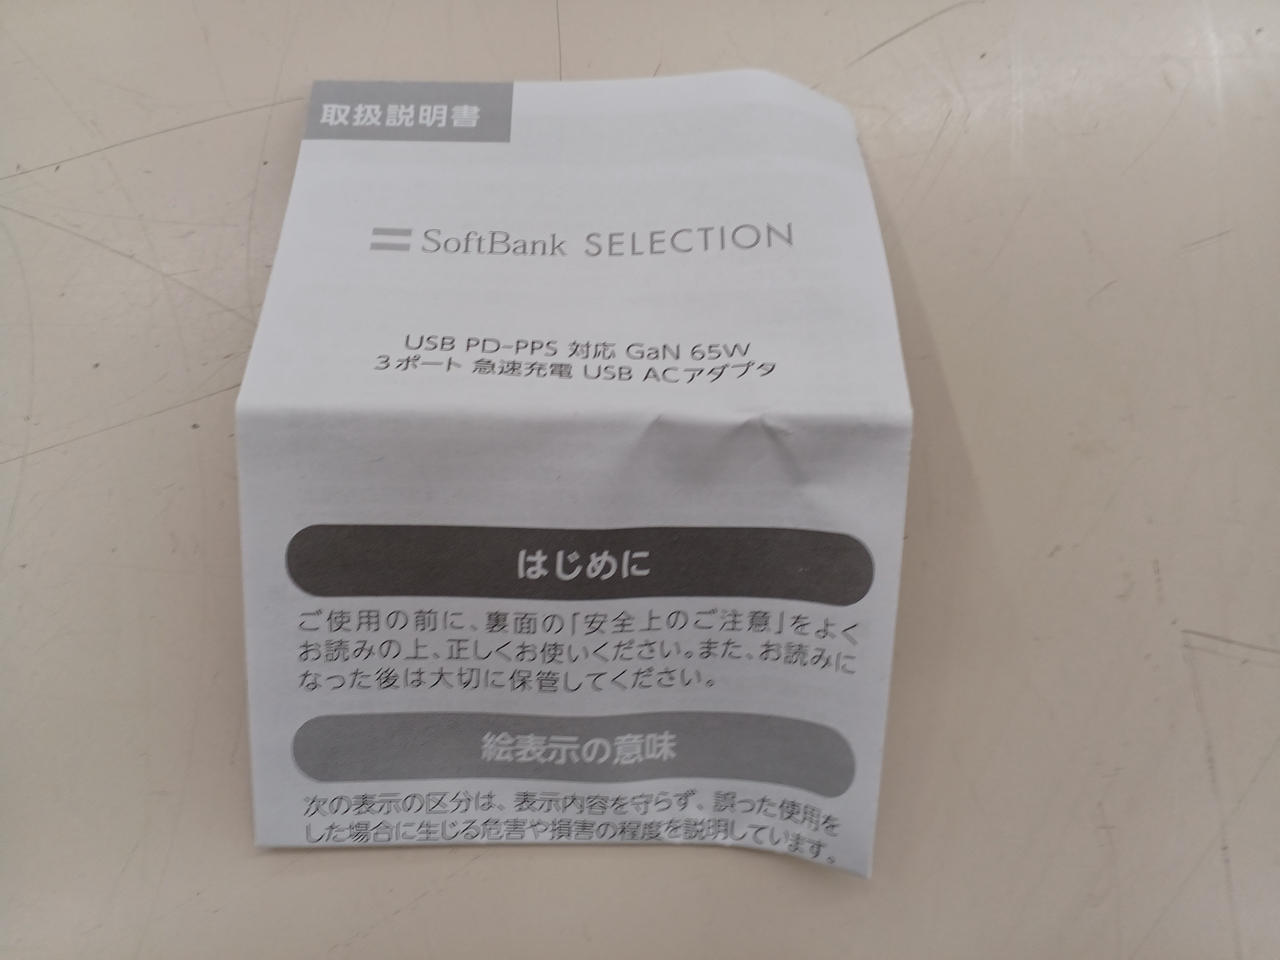 取扱説明書
SoftBank SELECTION
USB PD-PPS 対応 GaN 65W
3ポート 急速充電 USB ACアダプタ
はじめに
ご使用の前に、裏面の「安全上のご注意」をよく
お読みの上、正しくお使いください。また、お読みに
なった後は大切に保管してください。
絵表示の意味
次の表示の区分は、表示内容を守らず、誤った使用を
した場合に生じる危害や損害の程度を説明しています。